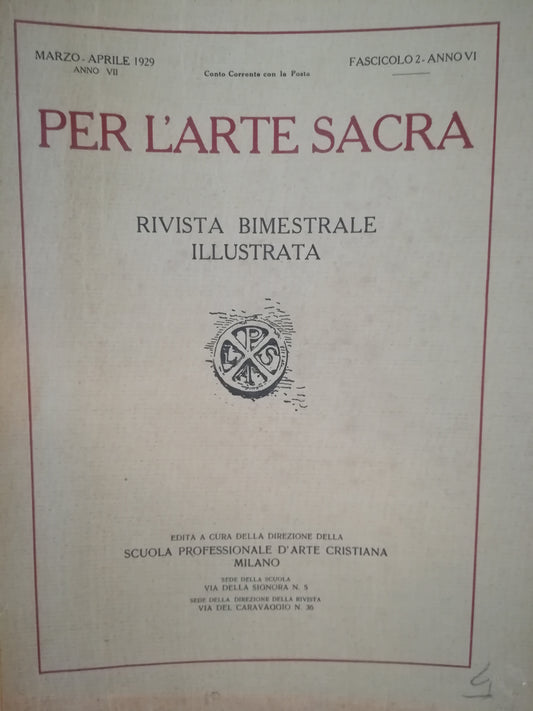 MARZO - APRILE 1929
ANNO VII
Conto Corrente con la Posta
FASCICOLO 2 - ANNO VI
PER L'ARTE SACRA
RIVISTA BIMESTRALE
ILLUSTRATA
P
L S
A
EDITA A CURA DELLA DIREZIONE DELLA
SCUOLA PROFESSIONALE D'ARTE CRISTIANA
MILANO
SEDE DELLA SCUOLA
VIA DELLA SIGNORA N. 5
SEDE DELLA DIREZIONE DELLA RIVISTA
VIA DEL CARAVAGGIO N. 36